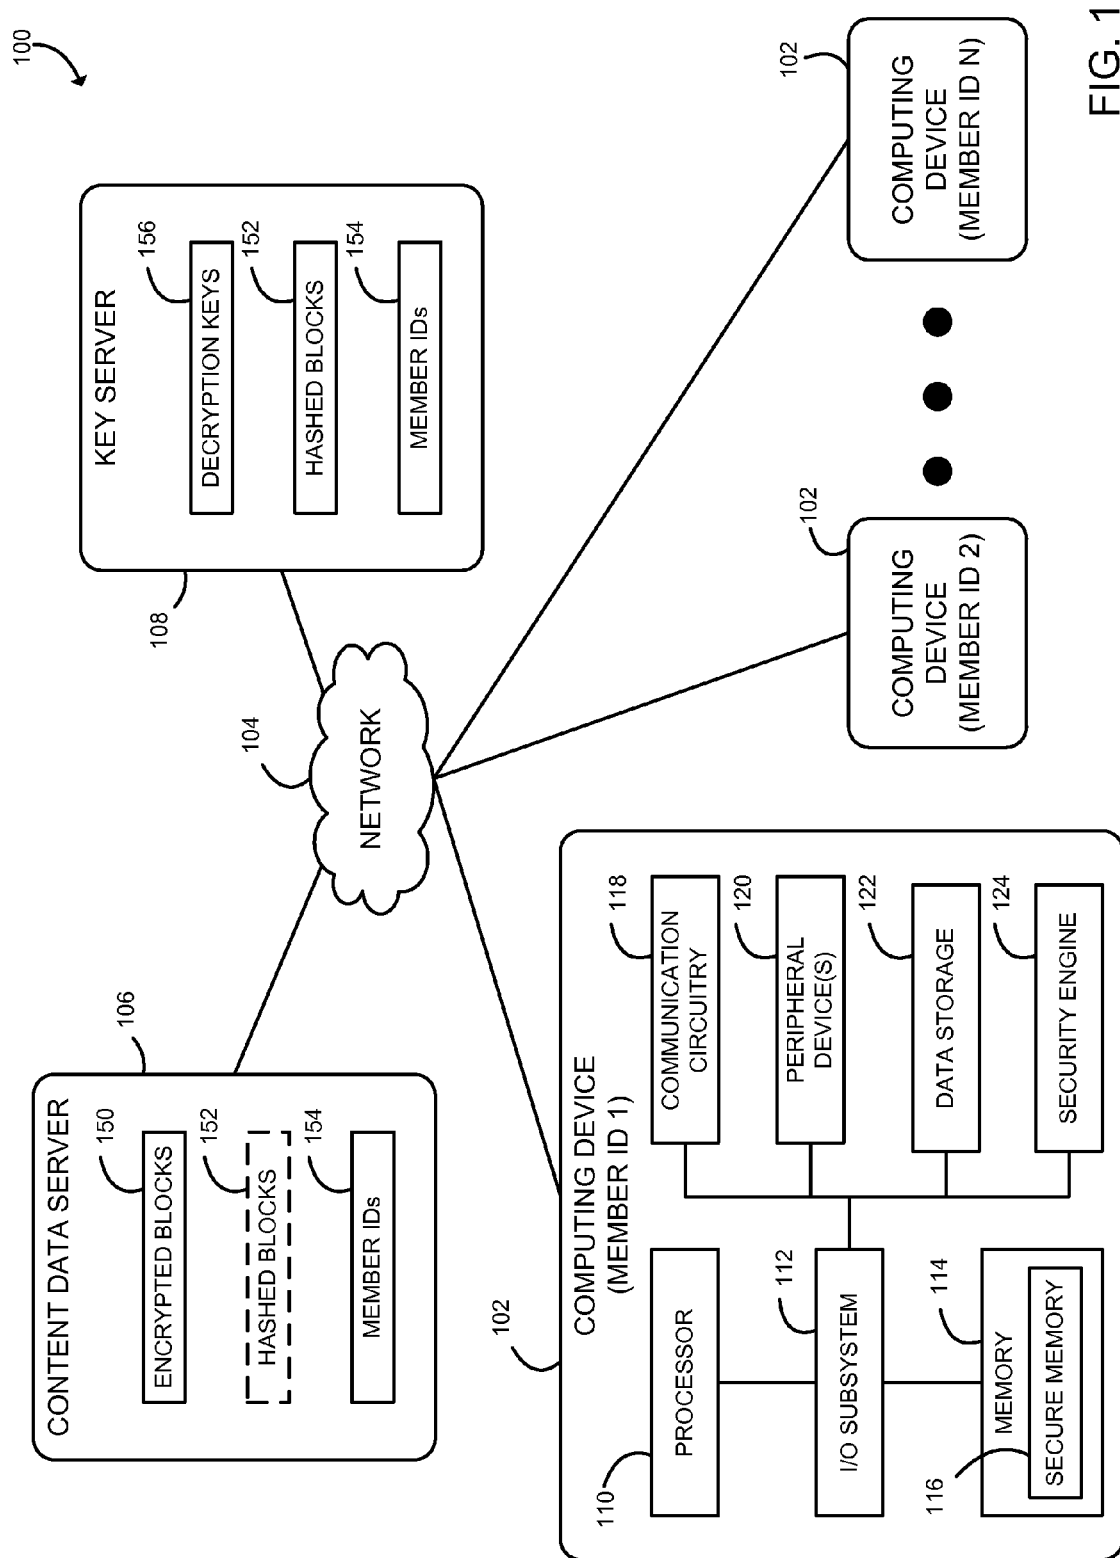 100
CONTENT DATA SERVER
106
ENCRYPTED BLOCKS
150
HASHED BLOCKS
152
MEMBER IDs
154
104
NETWORK
KEY SERVER
108
DECRYPTION KEYS
156
HASHED BLOCKS
152
MEMBER IDs
154
102
COMPUTING DEVICE
(MEMBER ID 1)
PROCESSOR
110
I/O SUBSYSTEM
112
MEMORY
114
SECURE MEMORY
116
COMMUNICATION
CIRCUITRY
118
PERIPHERAL
DEVICE(S)
120
DATA STORAGE
122
SECURITY ENGINE
124
102
COMPUTING
DEVICE
(MEMBER ID 2)
102
COMPUTING
DEVICE
(MEMBER ID N)
FIG. 1